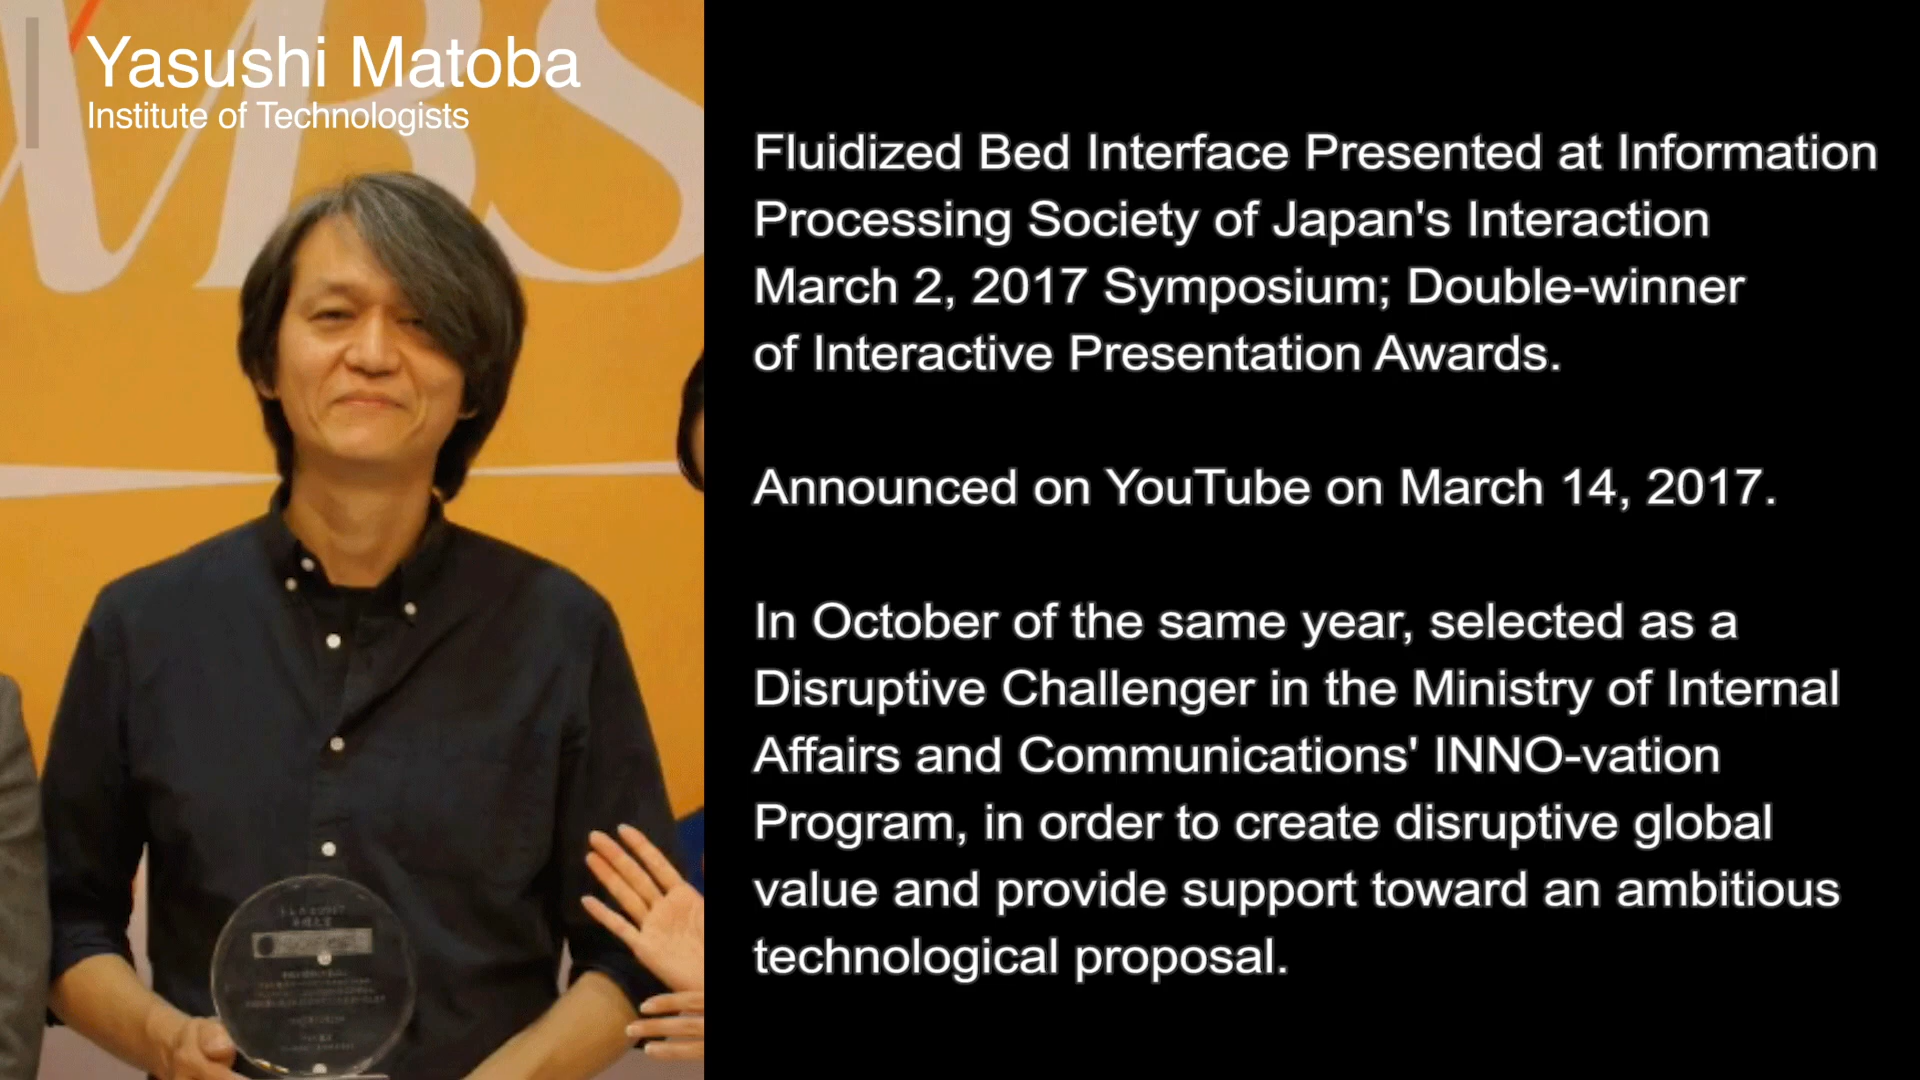 Yasushi Matoba
Institute of Technologists
Fluidized Bed Interface Presented at Information
Processing Society of Japan's Interaction
March 2, 2017 Symposium; Double-winner
of Interactive Presentation Awards.
Announced on YouTube on March 14, 2017.
In October of the same year, selected as a
Disruptive Challenger in the Ministry of Internal
Affairs and Communications' INNO-vation
Program, in order to create disruptive global
value and provide support toward an ambitious
technological proposal.